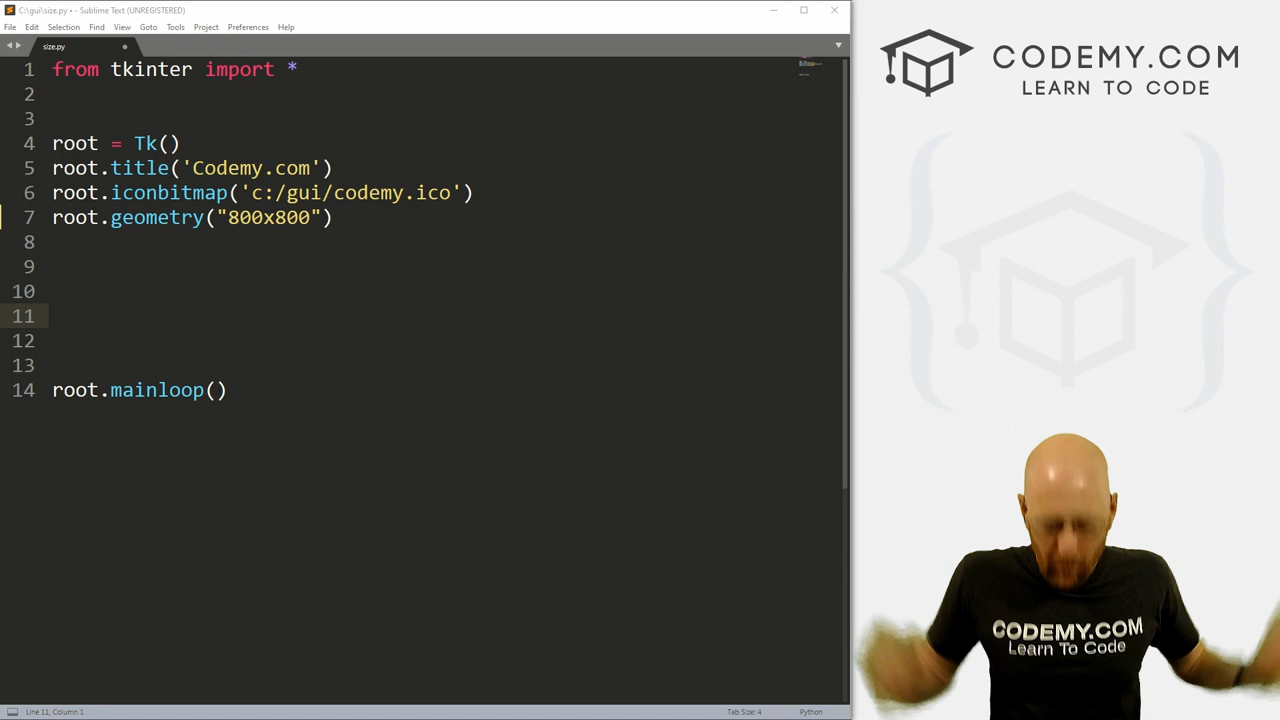 C:\gui\size.py • - Sublime Text (UNREGISTERED)
File Edit Selection Find View Goto Tools Project Preferences Help
size.py
1 from tkinter import *
2
3
4 root = Tk()
5 root.title('Codemy.com')
6 root.iconbitmap('c:/gui/codemy.ico')
7 root.geometry("800x800")
8
9
10
11
12
13
14 root.mainloop()
Line 11, Column 1
Tab Size: 4
Python
CODEMY.COM
LEARN TO CODE
CODEMY.COM
Learn To Code